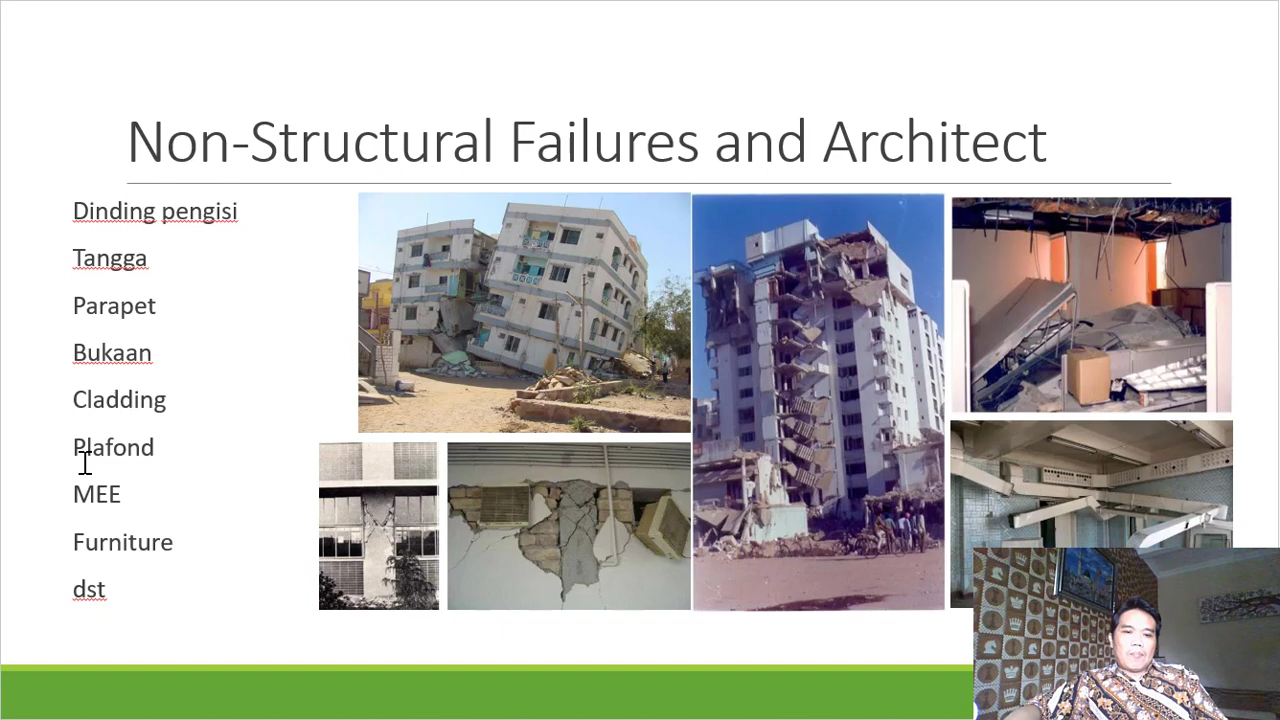 Non-Structural Failures and Architect
Dinding pengisi
Tangga
Parapet
Bukaan
Cladding
Plafond
MEE
Furniture
dst